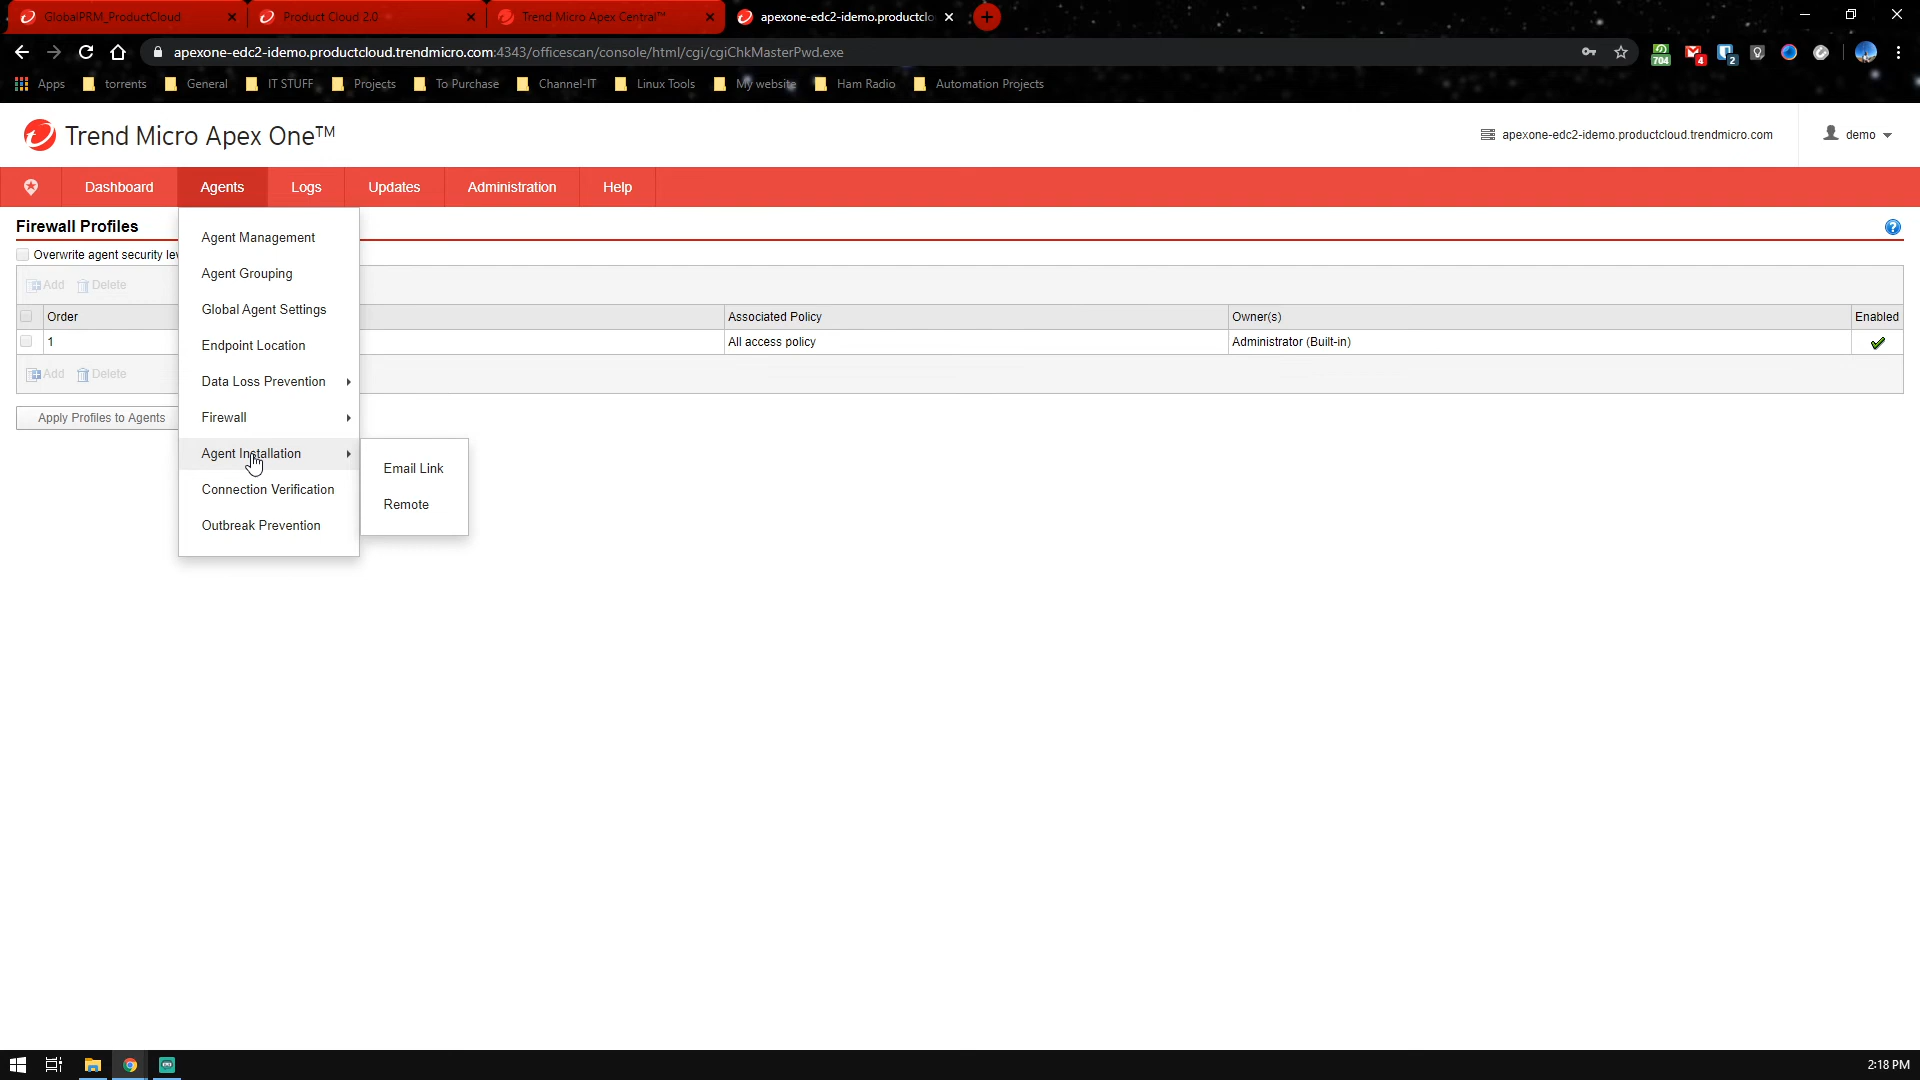 GlobalPRM_ProductCloud
Product Cloud 2.0
Trend Micro Apex Central™
apexone-edc2-idemo.productclo
apexone-edc2-idemo.productcloud.trendmicro.com:4343/officescan/console/html/cgi/cgiChkMasterPwd.exe
704
4
2
Apps
torrents
General
IT STUFF
Projects
To Purchase
Channel-IT
Linux Tools
My website
Ham Radio
Automation Projects
Trend Micro Apex One™
apexone-edc2-idemo.productcloud.trendmicro.com
demo
Dashboard
Agents
Logs
Updates
Administration
Help
Firewall Profiles
Overwrite agent security lev
Add
Delete
Order
Associated Policy
Owner(s)
Enabled
1
All access policy
Administrator (Built-in)
Add
Delete
Apply Profiles to Agents
Agent Management
Agent Grouping
Global Agent Settings
Endpoint Location
Data Loss Prevention
Firewall
Agent Installation
Connection Verification
Outbreak Prevention
Email Link
Remote
2:18 PM